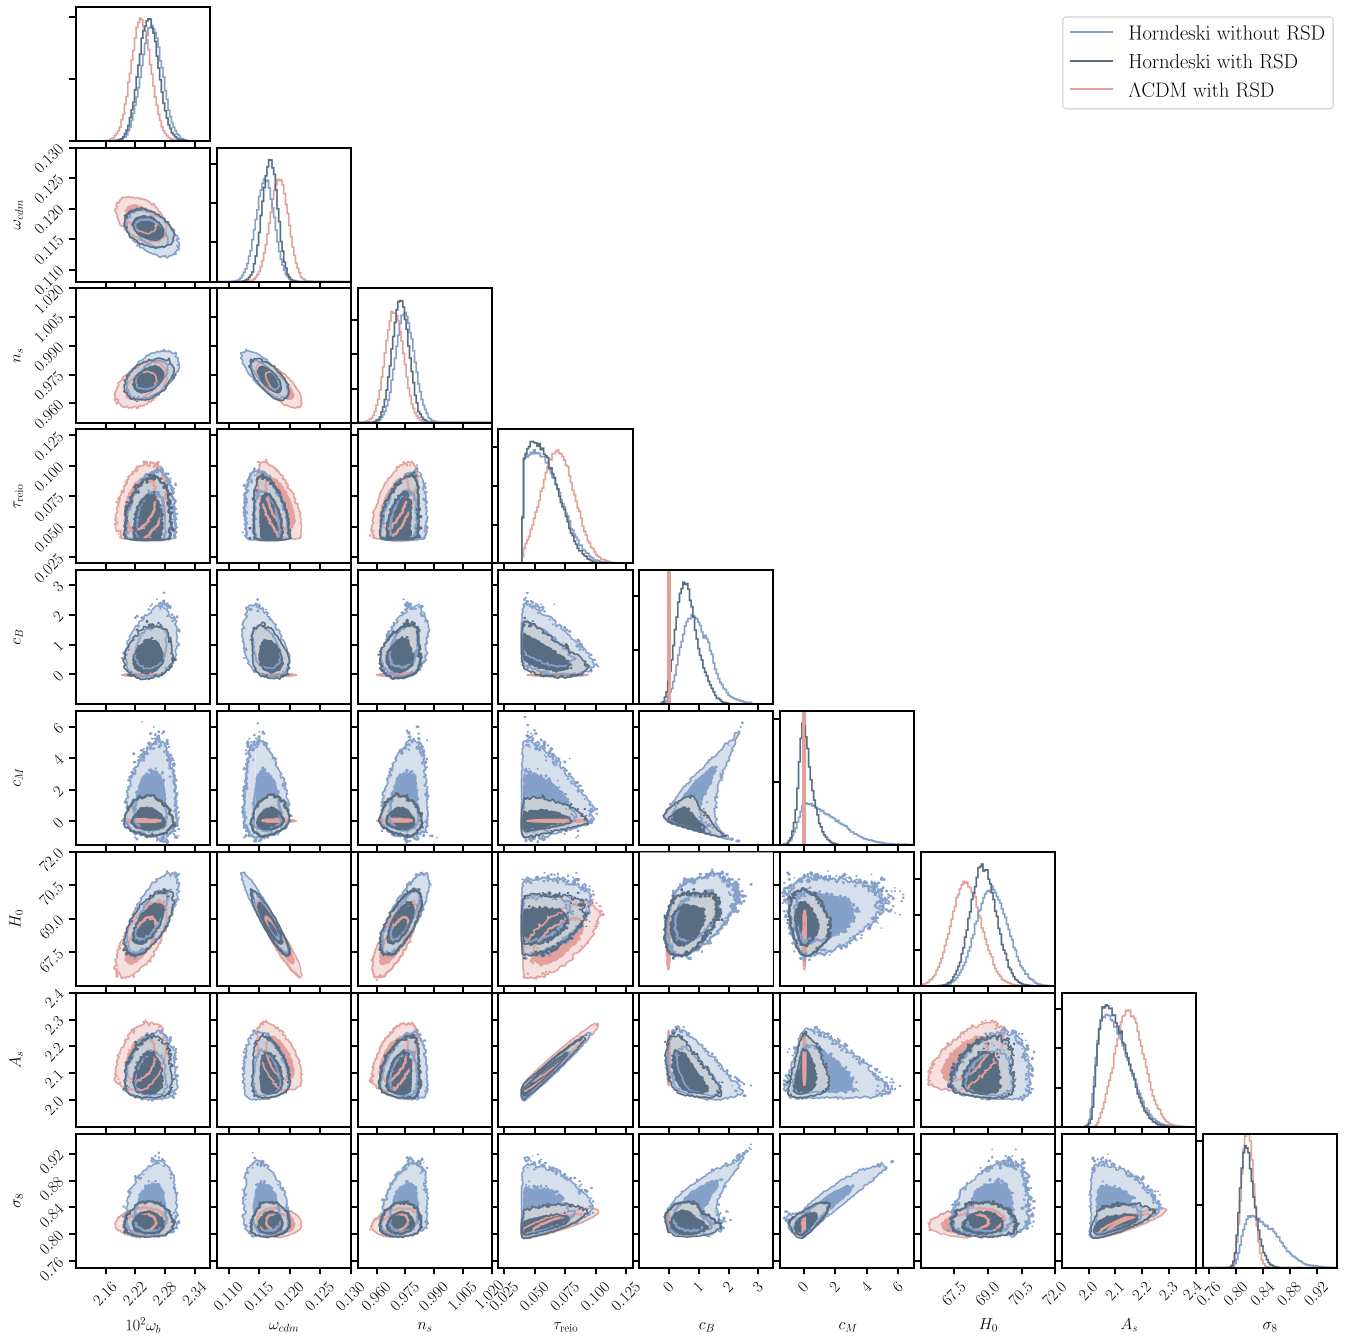 Horndeski without RSD
Horndeski with RSD
ΛCDM with RSD
0.130
0.125
0.120
0.115
0.110
ω_cdm
1.020
1.005
0.990
0.975
0.960
n_s
0.125
0.100
0.075
0.050
0.025
τ_reio
3
2
1
0
c_B
6
4
2
0
c_M
72.0
70.5
69.0
67.5
H_0
2.4
2.3
2.2
2.1
2.0
A_s
0.92
0.88
0.84
0.80
0.76
σ_8
2.16 2.22 2.28 2.34 0.110 0.115 0.120 0.125 0.130 0.960 0.975 0.990 1.005 1.020 0.025 0.050 0.075 0.100 0.125 0 1 2 3 0 2 4 6 67.5 69.0 70.5 72.0 2.0 2.1 2.2 2.3 2.4 0.76 0.80 0.84 0.88 0.92
10²ω_b ω_cdm n_s τ_reio c_B c_M H_0 A_s σ_8